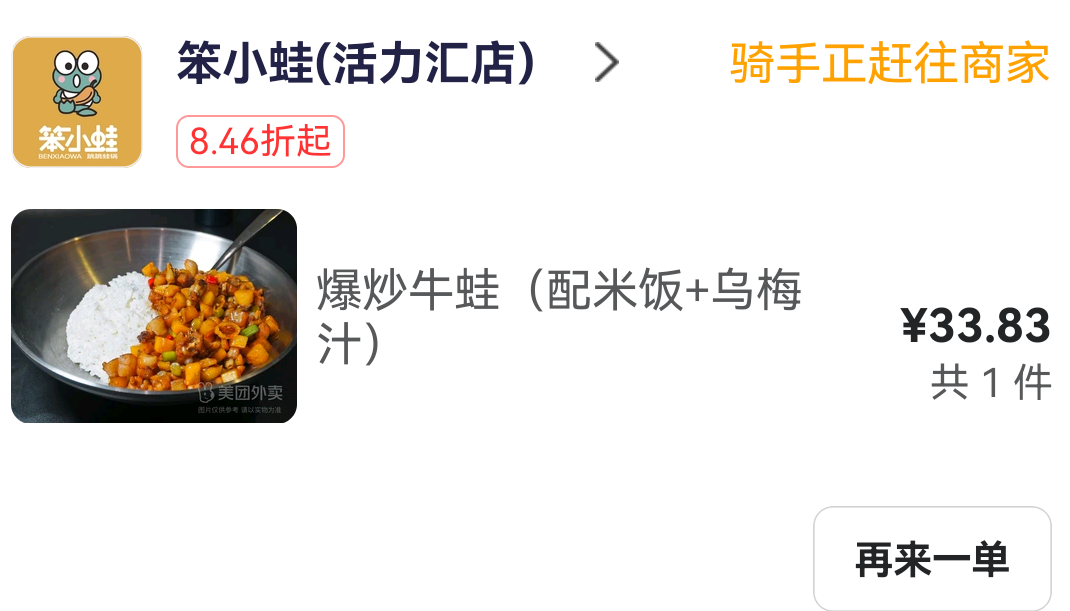 笨小蛙(活力汇店)
骑手正赶往商家
笨小蛙
BENXIAOWA
8.46折起
爆炒牛蛙（配米饭+乌梅
汁）
¥33.83
共 1 件
美团外卖
图片仅供参考 请以实物为准
再来一单